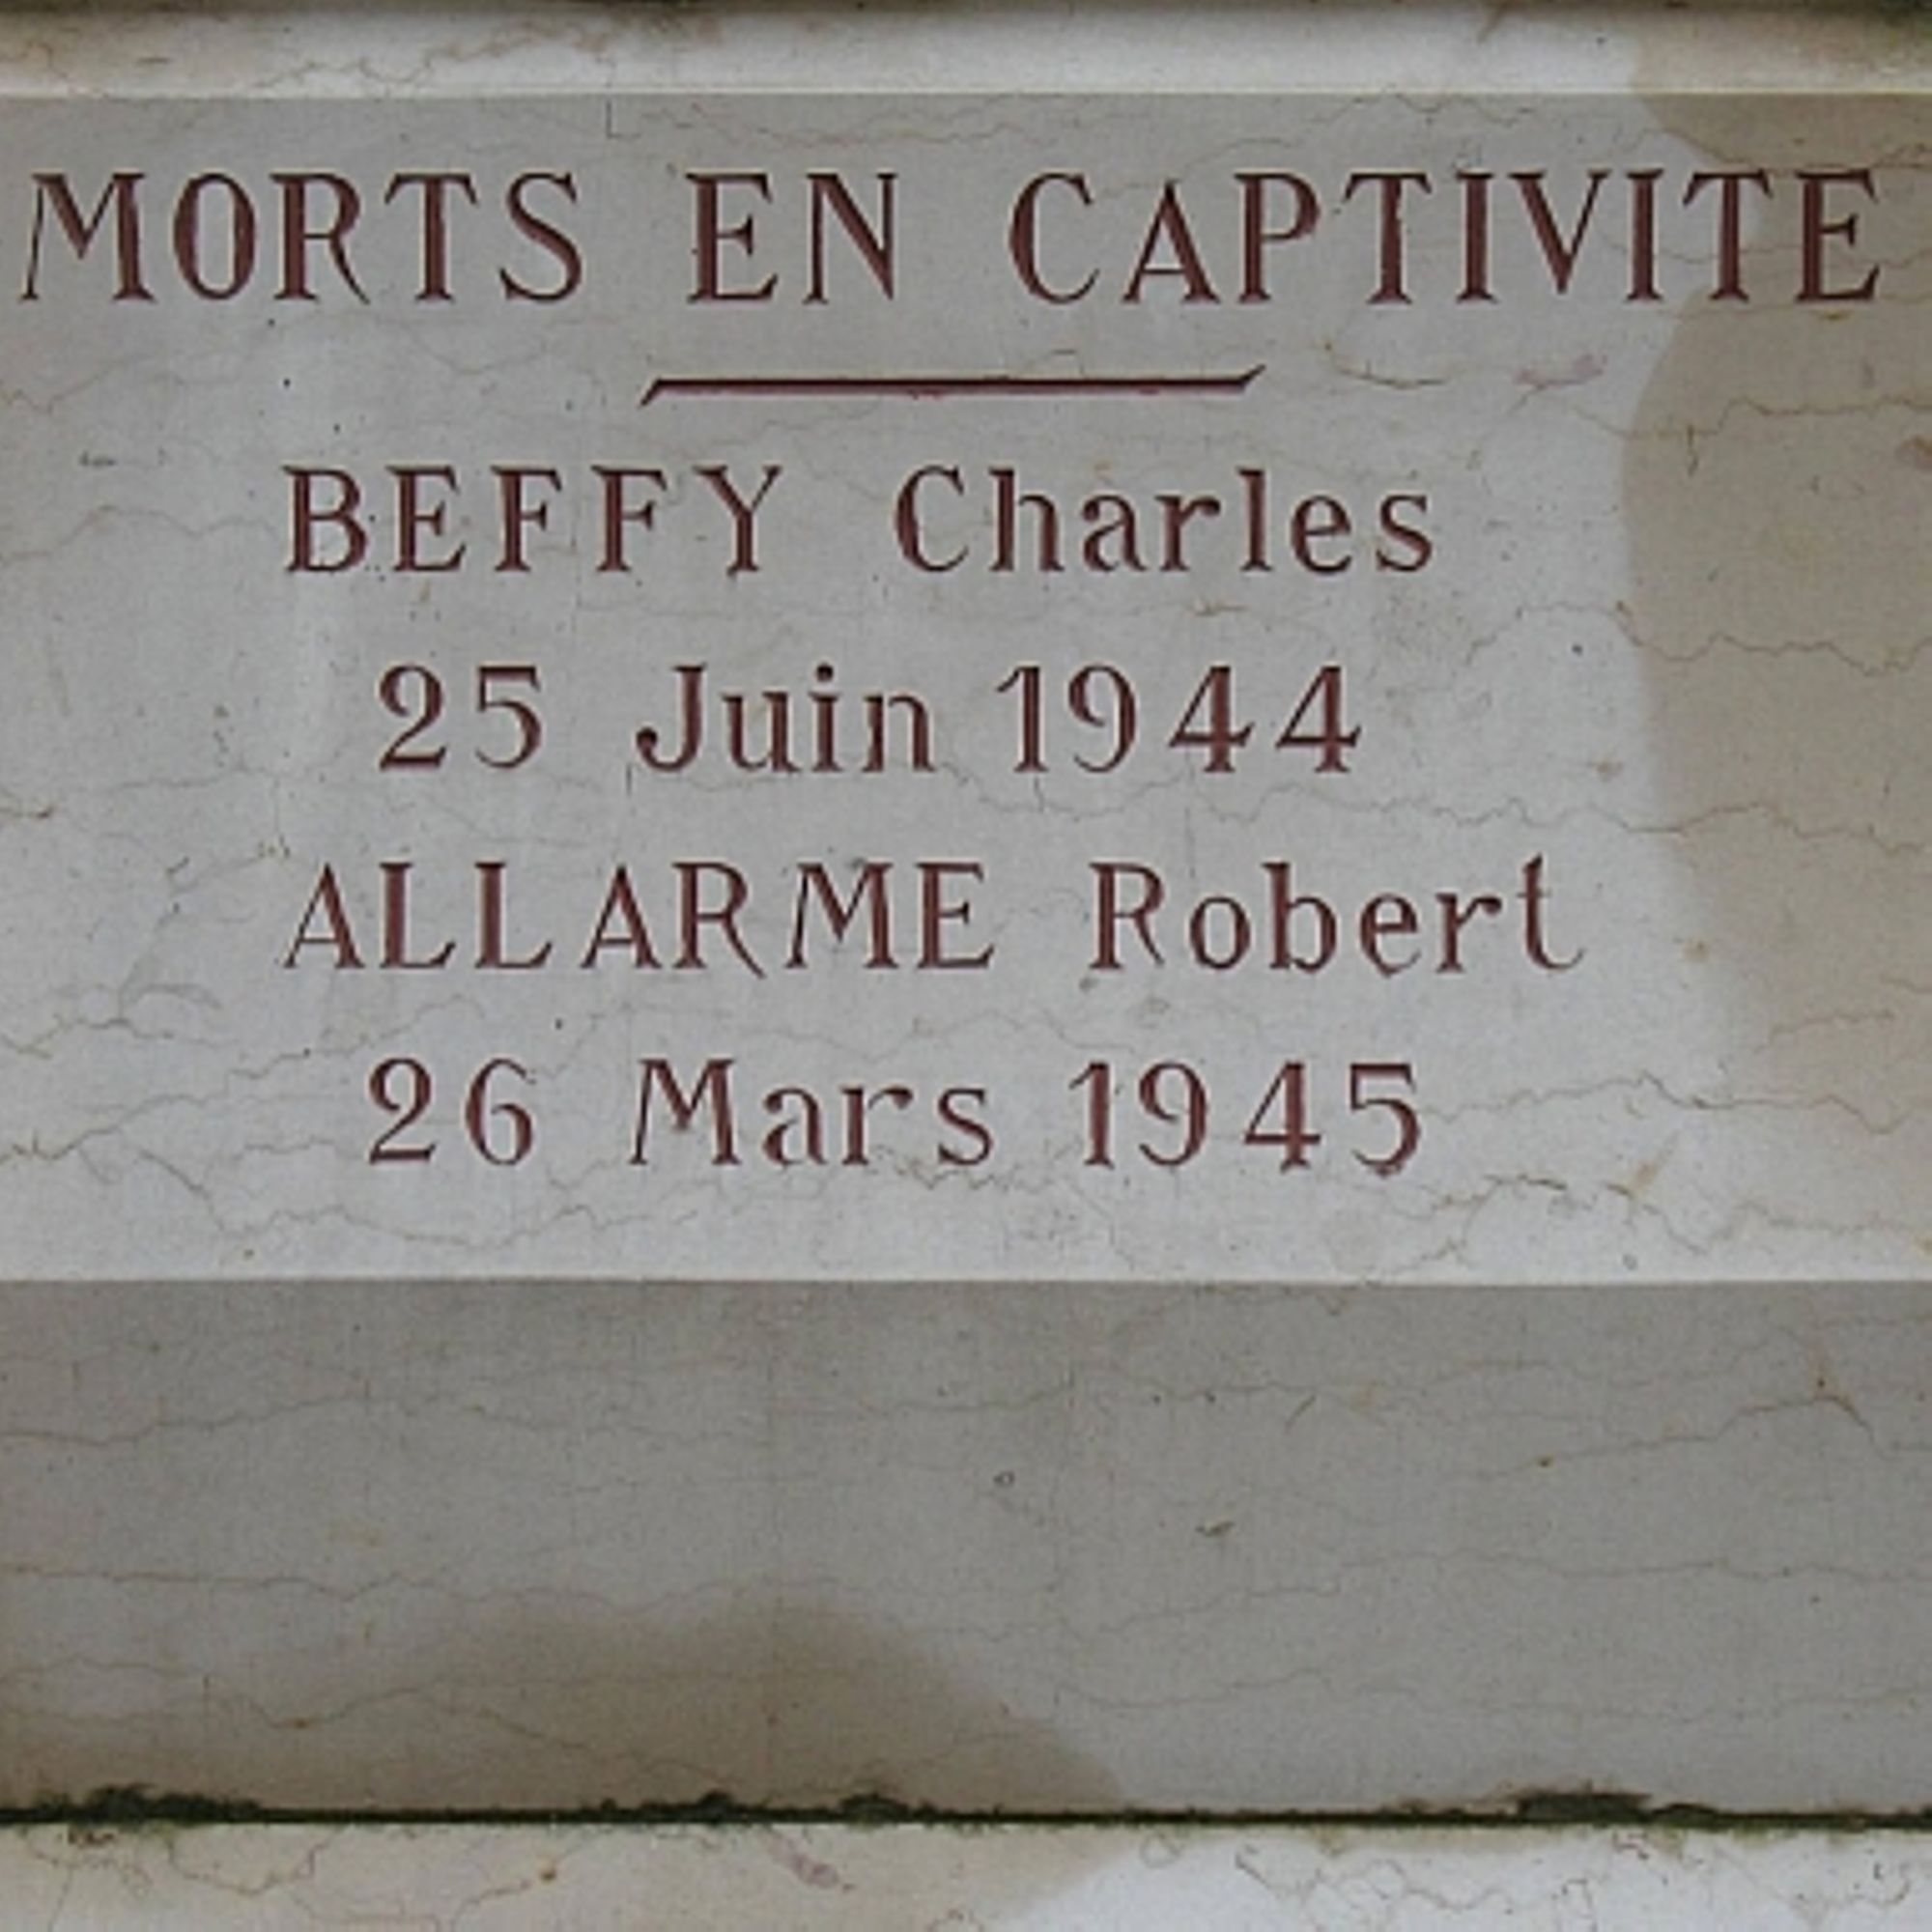 MORTS EN CAPTIVITE
BEFFY Charles
25 Juin 1944
ALLARME Robert
26 Mars 1945